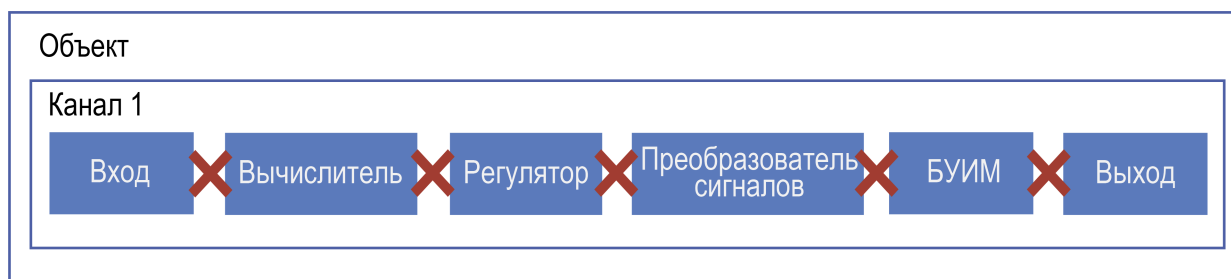 Объект
Канал 1
Вход
Вычислитель
Регулятор
Преобразователь
сигналов
БУИМ
Выход